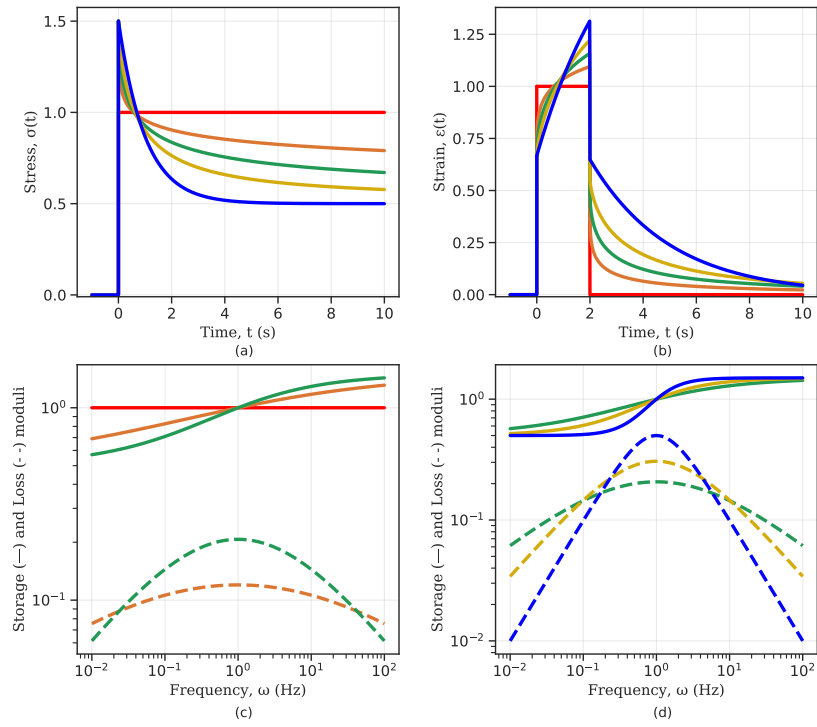 Stress, σ(t)
1.5
1.0
0.5
0.0
0 2 4 6 8 10
Time, t (s)
(a)
Strain, ε(t)
1.25
1.00
0.75
0.50
0.25
0.00
0 2 4 6 8 10
Time, t (s)
(b)
Storage (—) and Loss (- -) moduli
10⁰
10⁻¹
10⁻² 10⁻¹ 10⁰ 10¹ 10²
Frequency, ω (Hz)
(c)
Storage (—) and Loss (- -) moduli
10⁰
10⁻¹
10⁻²
10⁻² 10⁻¹ 10⁰ 10¹ 10²
Frequency, ω (Hz)
(d)